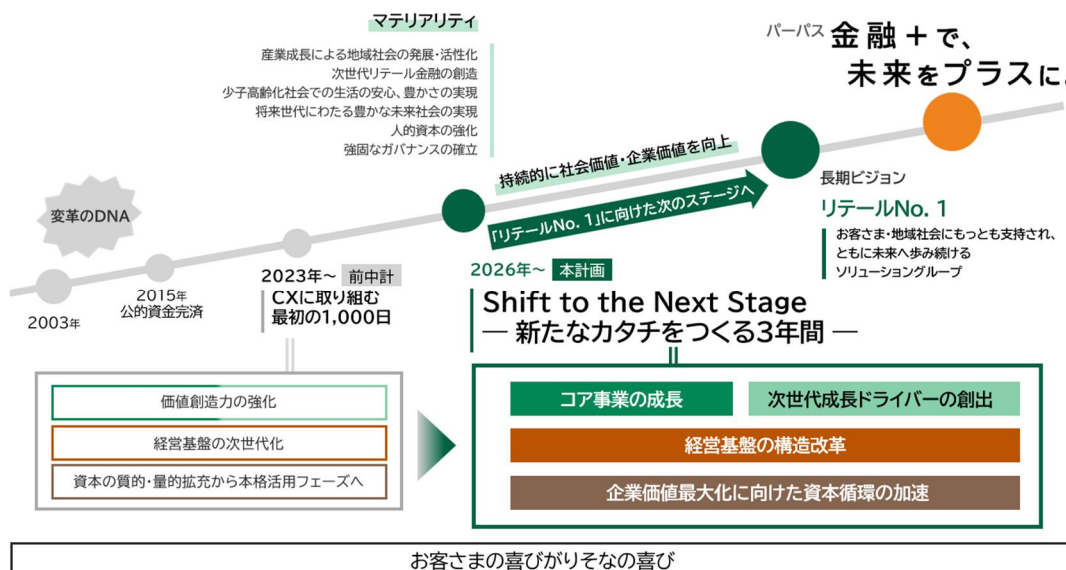 マテリアリティ
産業成長による地域社会の発展・活性化
次世代リテール金融の創造
少子高齢化社会での生活の安心、豊かさの実現
将来世代にわたる豊かな未来社会の実現
人的資本の強化
強固なガバナンスの確立
パーパス 金融＋で、
未来をプラスに。
持続的に社会価値・企業価値を向上
「リテールNo. 1」に向けた次のステージへ
長期ビジョン
リテールNo. 1
お客さま・地域社会にもっとも支持され、
ともに未来へ歩み続ける
ソリューショングループ
変革のDNA
2003年
2015年
公的資金完済
2023年～ 前中計
CXに取り組む
最初の1,000日
2026年～ 本計画
Shift to the Next Stage
― 新たなカタチをつくる3年間 ―
価値創造力の強化
経営基盤の次世代化
資本の質的・量的拡充から本格活用フェーズへ
コア事業の成長
次世代成長ドライバーの創出
経営基盤の構造改革
企業価値最大化に向けた資本循環の加速
お客さまの喜びがりそなの喜び